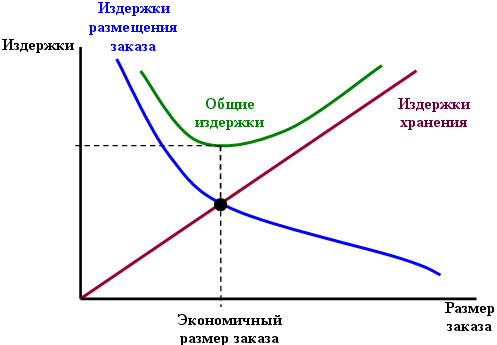 Издержки
размещения
заказа
Издержки
Общие
издержки
Издержки
хранения
Экономичный
размер заказа
Размер
заказа